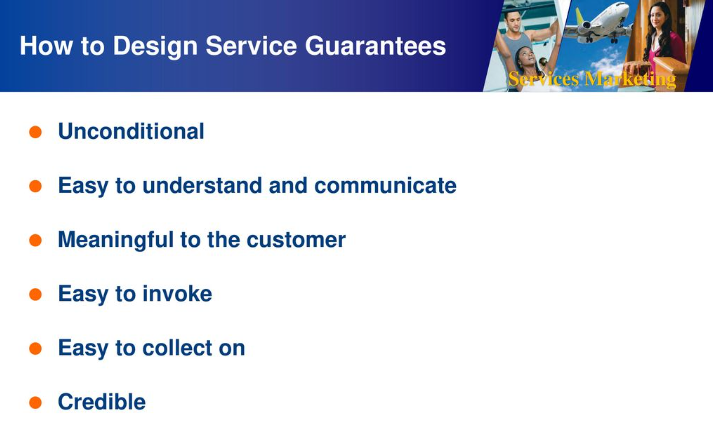 How to Design Service Guarantees
Services Marketing
Unconditional
Easy to understand and communicate
Meaningful to the customer
Easy to invoke
Easy to collect on
Credible